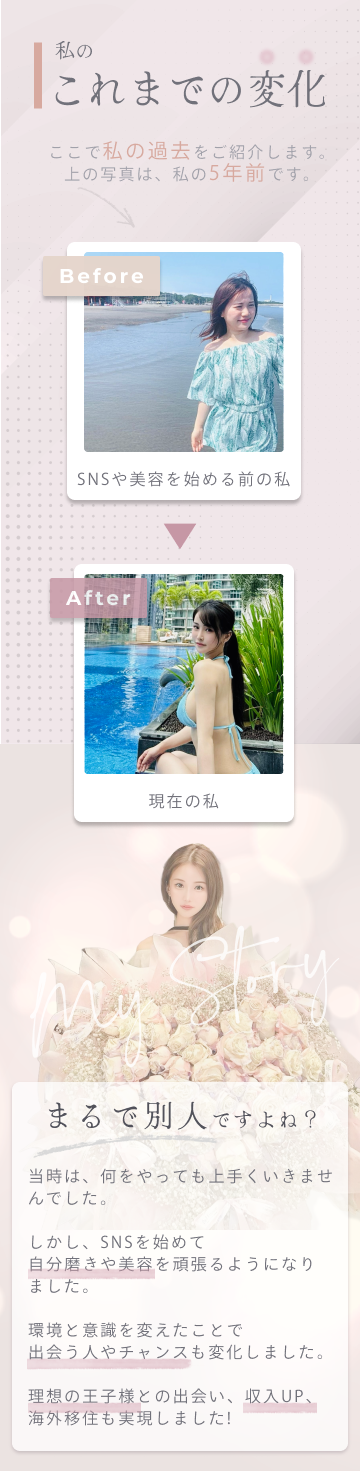 私の
これまでの変化
ここで私の過去をご紹介します。
上の写真は、私の5年前です。
Before
SNSや美容を始める前の私
After
現在の私
My Story
まるで別人ですよね？
当時は、何をやっても上手くいきませ
んでした。
しかし、SNSを始めて
自分磨きや美容を頑張るようになり
ました。
環境と意識を変えたことで
出会う人やチャンスも変化しました。
理想の王子様との出会い、収入UP、
海外移住も実現しました!